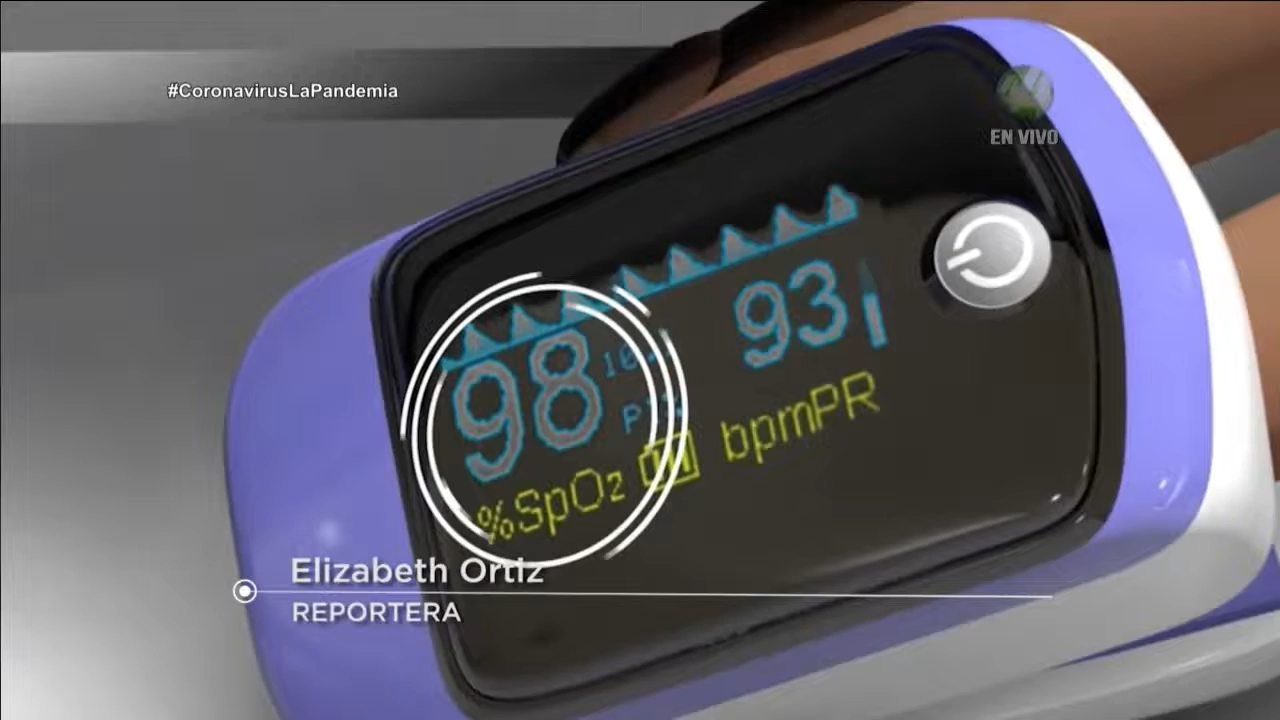 #CoronavirusLaPandemia
EN VIVO
98
93
%SpO2
bpmPR
Elizabeth Ortiz
REPORTERA